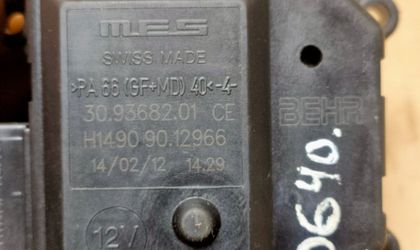 M.E.S
SWISS MADE
>PA 66 (GF+MD) 40<-4-
30.93682.01 CE
BEHR
H1490 90.12966
14/02/12 14:29
12V
0640.